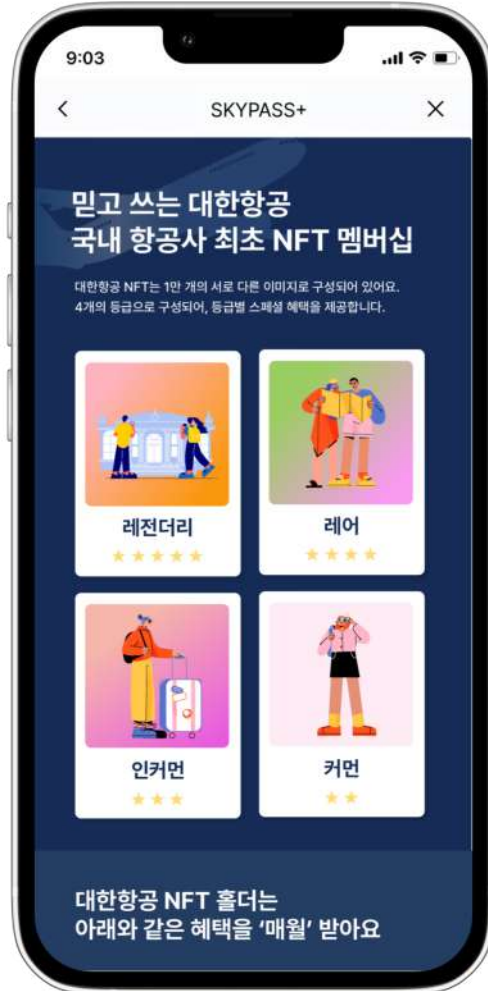 9:03
SKYPASS+
믿고 쓰는 대한항공
국내 항공사 최초 NFT 멤버십
대한항공 NFT는 1만 개의 서로 다른 이미지로 구성되어 있어요.
4개의 등급으로 구성되어, 등급별 스페셜 혜택을 제공합니다.
레전더리
레어
인커먼
커먼
대한항공 NFT 홀더는
아래와 같은 혜택을 ‘매월’ 받아요